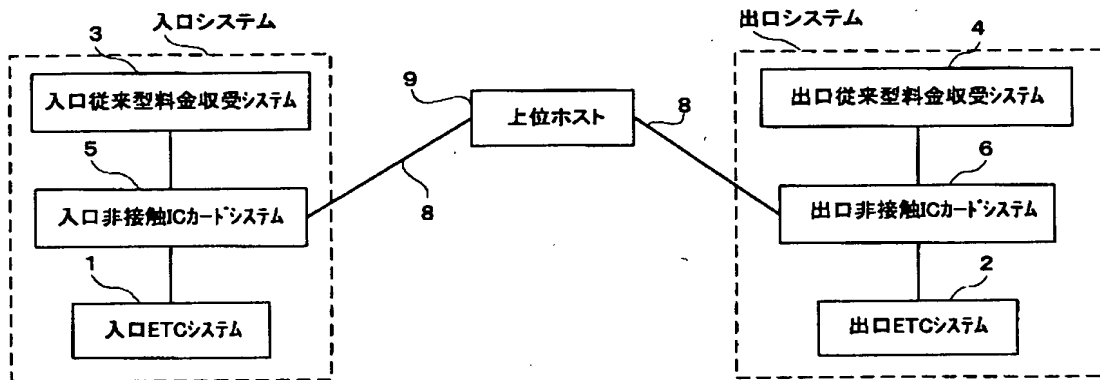 入口システム
3
入口従来型料金収受システム
5
入口非接触ICカードシステム
1
入口ETCシステム
9
上位ホスト
8
8
出口システム
4
出口従来型料金収受システム
6
出口非接触ICカードシステム
2
出口ETCシステム